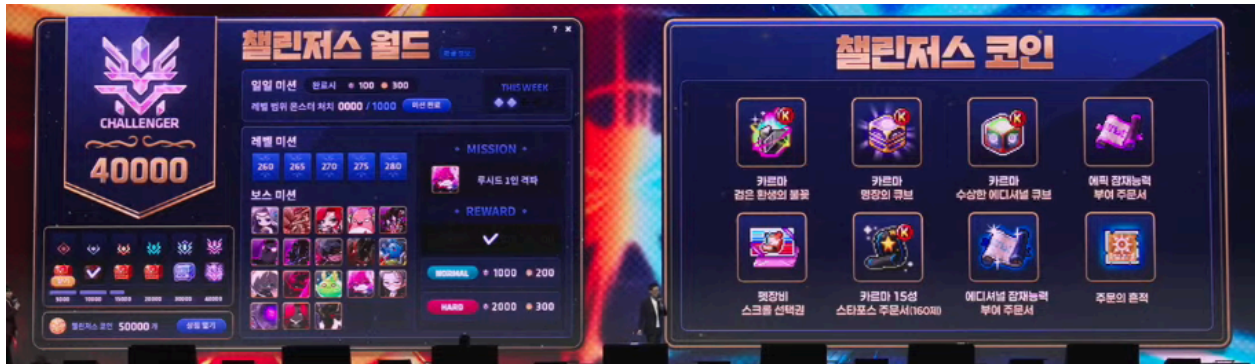 챌린저스 월드
? ×
CHALLENGER
40000
일일 미션 완료시 100 300
레벨 범위 몬스터 처치 0000 / 1000 미션 완료
THIS WEEK
레벨 미션
260 265 270 275 280
보스 미션
• MISSION •
루시드 1인 격파
• REWARD •
NORMAL 1000 200
HARD 2000 300
5000 10000 15000 20000 30000 40000
챌린저스 코인 50000 개 상점 열기
챌린저스 코인
카르마
검은 환생의 불꽃
카르마
명장의 큐브
카르마
수상한 에디셔널 큐브
에픽 잠재능력
부여 주문서
펫장비
스크롤 선택권
카르마 15성
스타포스 주문서(160제)
에디셔널 잠재능력
부여 주문서
주문의 흔적